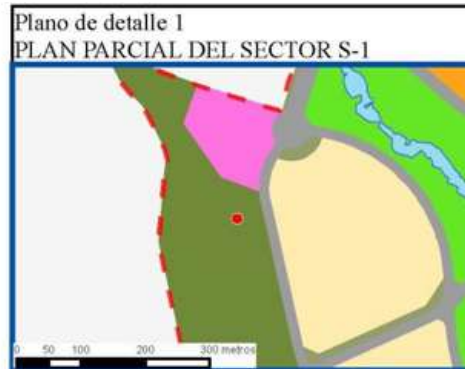 Plano de detalle 1
PLAN PARCIAL DEL SECTOR S-1
0 50 100 200 300 metros